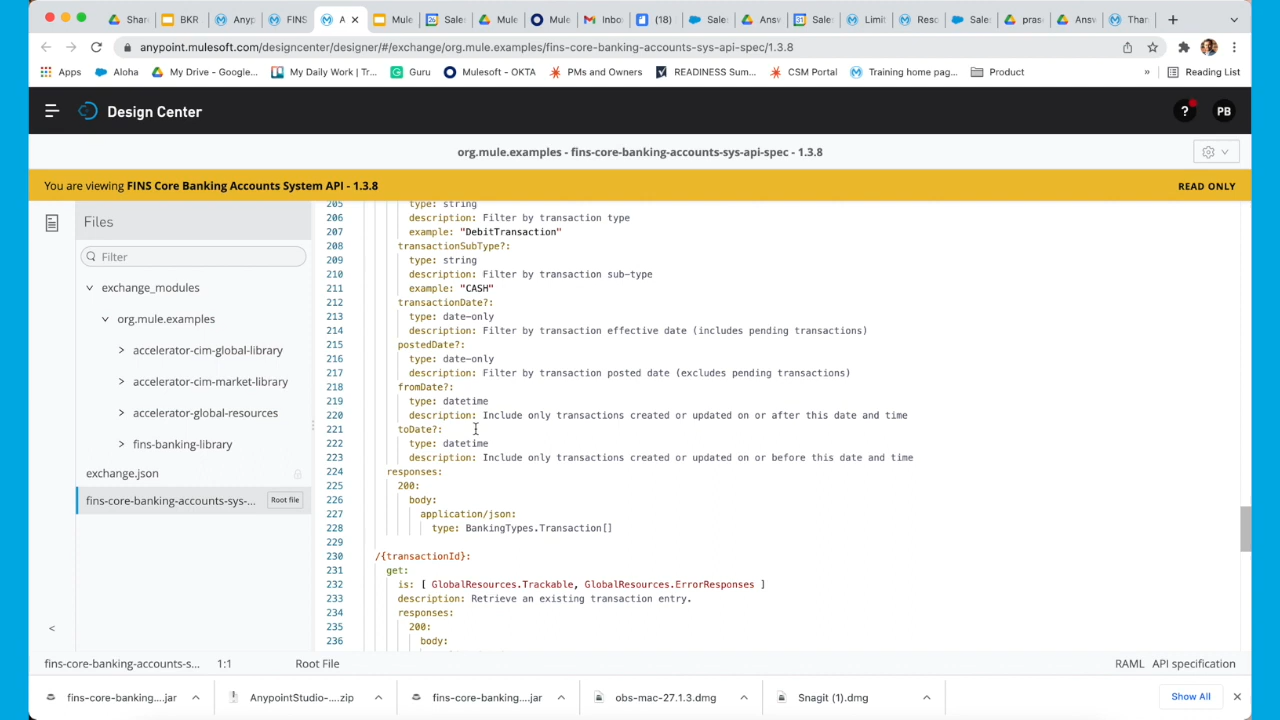 Share
BKR
Anyp
FINS
A
Mule
Sales
Mule
Mule
Inbo
(18)
Sale
Answ
Sale
Limit
Reso
Sale
pras
Answ
Than
anypoint.mulesoft.com/designcenter/designer/#/exchange/org.mule.examples/fins-core-banking-accounts-sys-api-spec/1.3.8
Apps
Aloha
My Drive - Google...
My Daily Work | Tr...
Guru
Mulesoft - OKTA
PMs and Owners
READINESS Sum...
CSM Portal
Training home pag...
Product
»
Reading List
Design Center
?
PB
org.mule.examples - fins-core-banking-accounts-sys-api-spec - 1.3.8
You are viewing FINS Core Banking Accounts System API - 1.3.8
READ ONLY
Files
Filter
exchange_modules
org.mule.examples
accelerator-cim-global-library
accelerator-cim-market-library
accelerator-global-resources
fins-banking-library
exchange.json
fins-core-banking-accounts-sys-... Root file
205 type: string
206 description: Filter by transaction type
207 example: "DebitTransaction"
208 transactionSubType?:
209 type: string
210 description: Filter by transaction sub-type
211 example: "CASH"
212 transactionDate?:
213 type: date-only
214 description: Filter by transaction effective date (includes pending transactions)
215 postedDate?:
216 type: date-only
217 description: Filter by transaction posted date (excludes pending transactions)
218 fromDate?:
219 type: datetime
220 description: Include only transactions created or updated on or after this date and time
221 toDate?:
222 type: datetime
223 description: Include only transactions created or updated on or before this date and time
224 responses:
225 200:
226 body:
227 application/json:
228 type: BankingTypes.Transaction[]
229
230 /{transactionId}:
231 get:
232 is: [ GlobalResources.Trackable, GlobalResources.ErrorResponses ]
233 description: Retrieve an existing transaction entry.
234 responses:
235 200:
236 body:
fins-core-banking-accounts-s...
1:1
Root File
RAML
API specification
fins-core-banking....jar
AnypointStudio-....zip
fins-core-banking....jar
obs-mac-27.1.3.dmg
Snagit (1).dmg
Show All